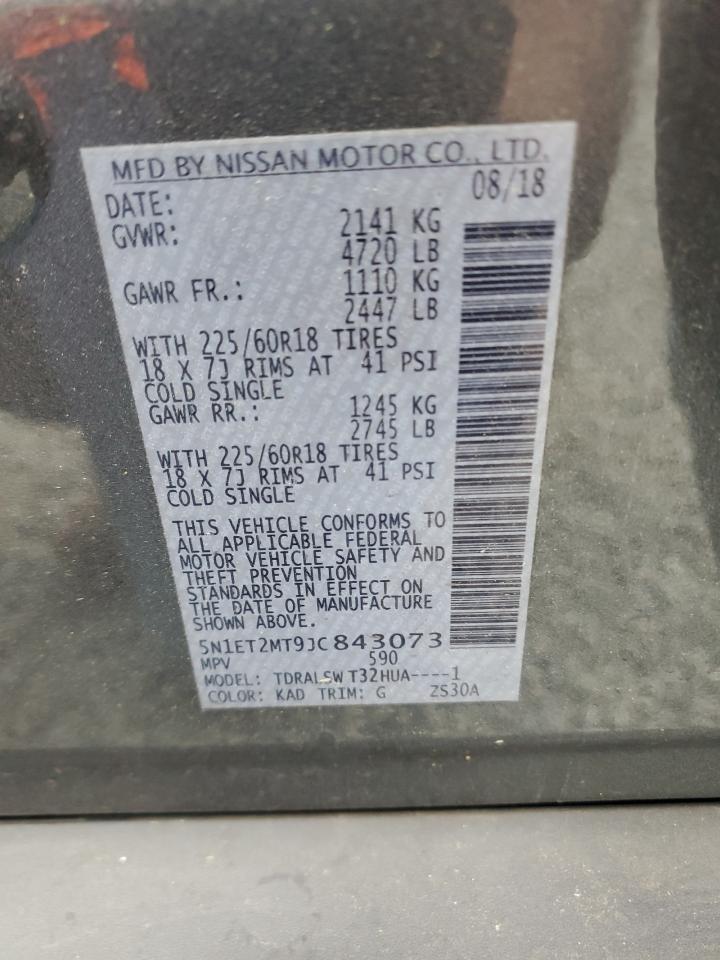 MFD BY NISSAN MOTOR CO., LTD.
DATE: 08/18
GVWR: 2141 KG
4720 LB
GAWR FR.: 1110 KG
2447 LB
WITH 225/60R18 TIRES
18 X 7J RIMS AT 41 PSI
COLD SINGLE
GAWR RR.: 1245 KG
2745 LB
WITH 225/60R18 TIRES
18 X 7J RIMS AT 41 PSI
COLD SINGLE
THIS VEHICLE CONFORMS TO
ALL APPLICABLE FEDERAL
MOTOR VEHICLE SAFETY AND
THEFT PREVENTION
STANDARDS IN EFFECT ON
THE DATE OF MANUFACTURE
SHOWN ABOVE.
5N1ET2MT9JC843073
MPV 590
MODEL: TDRALSW T32HUA----1
COLOR: KAD TRIM: G ZS30A